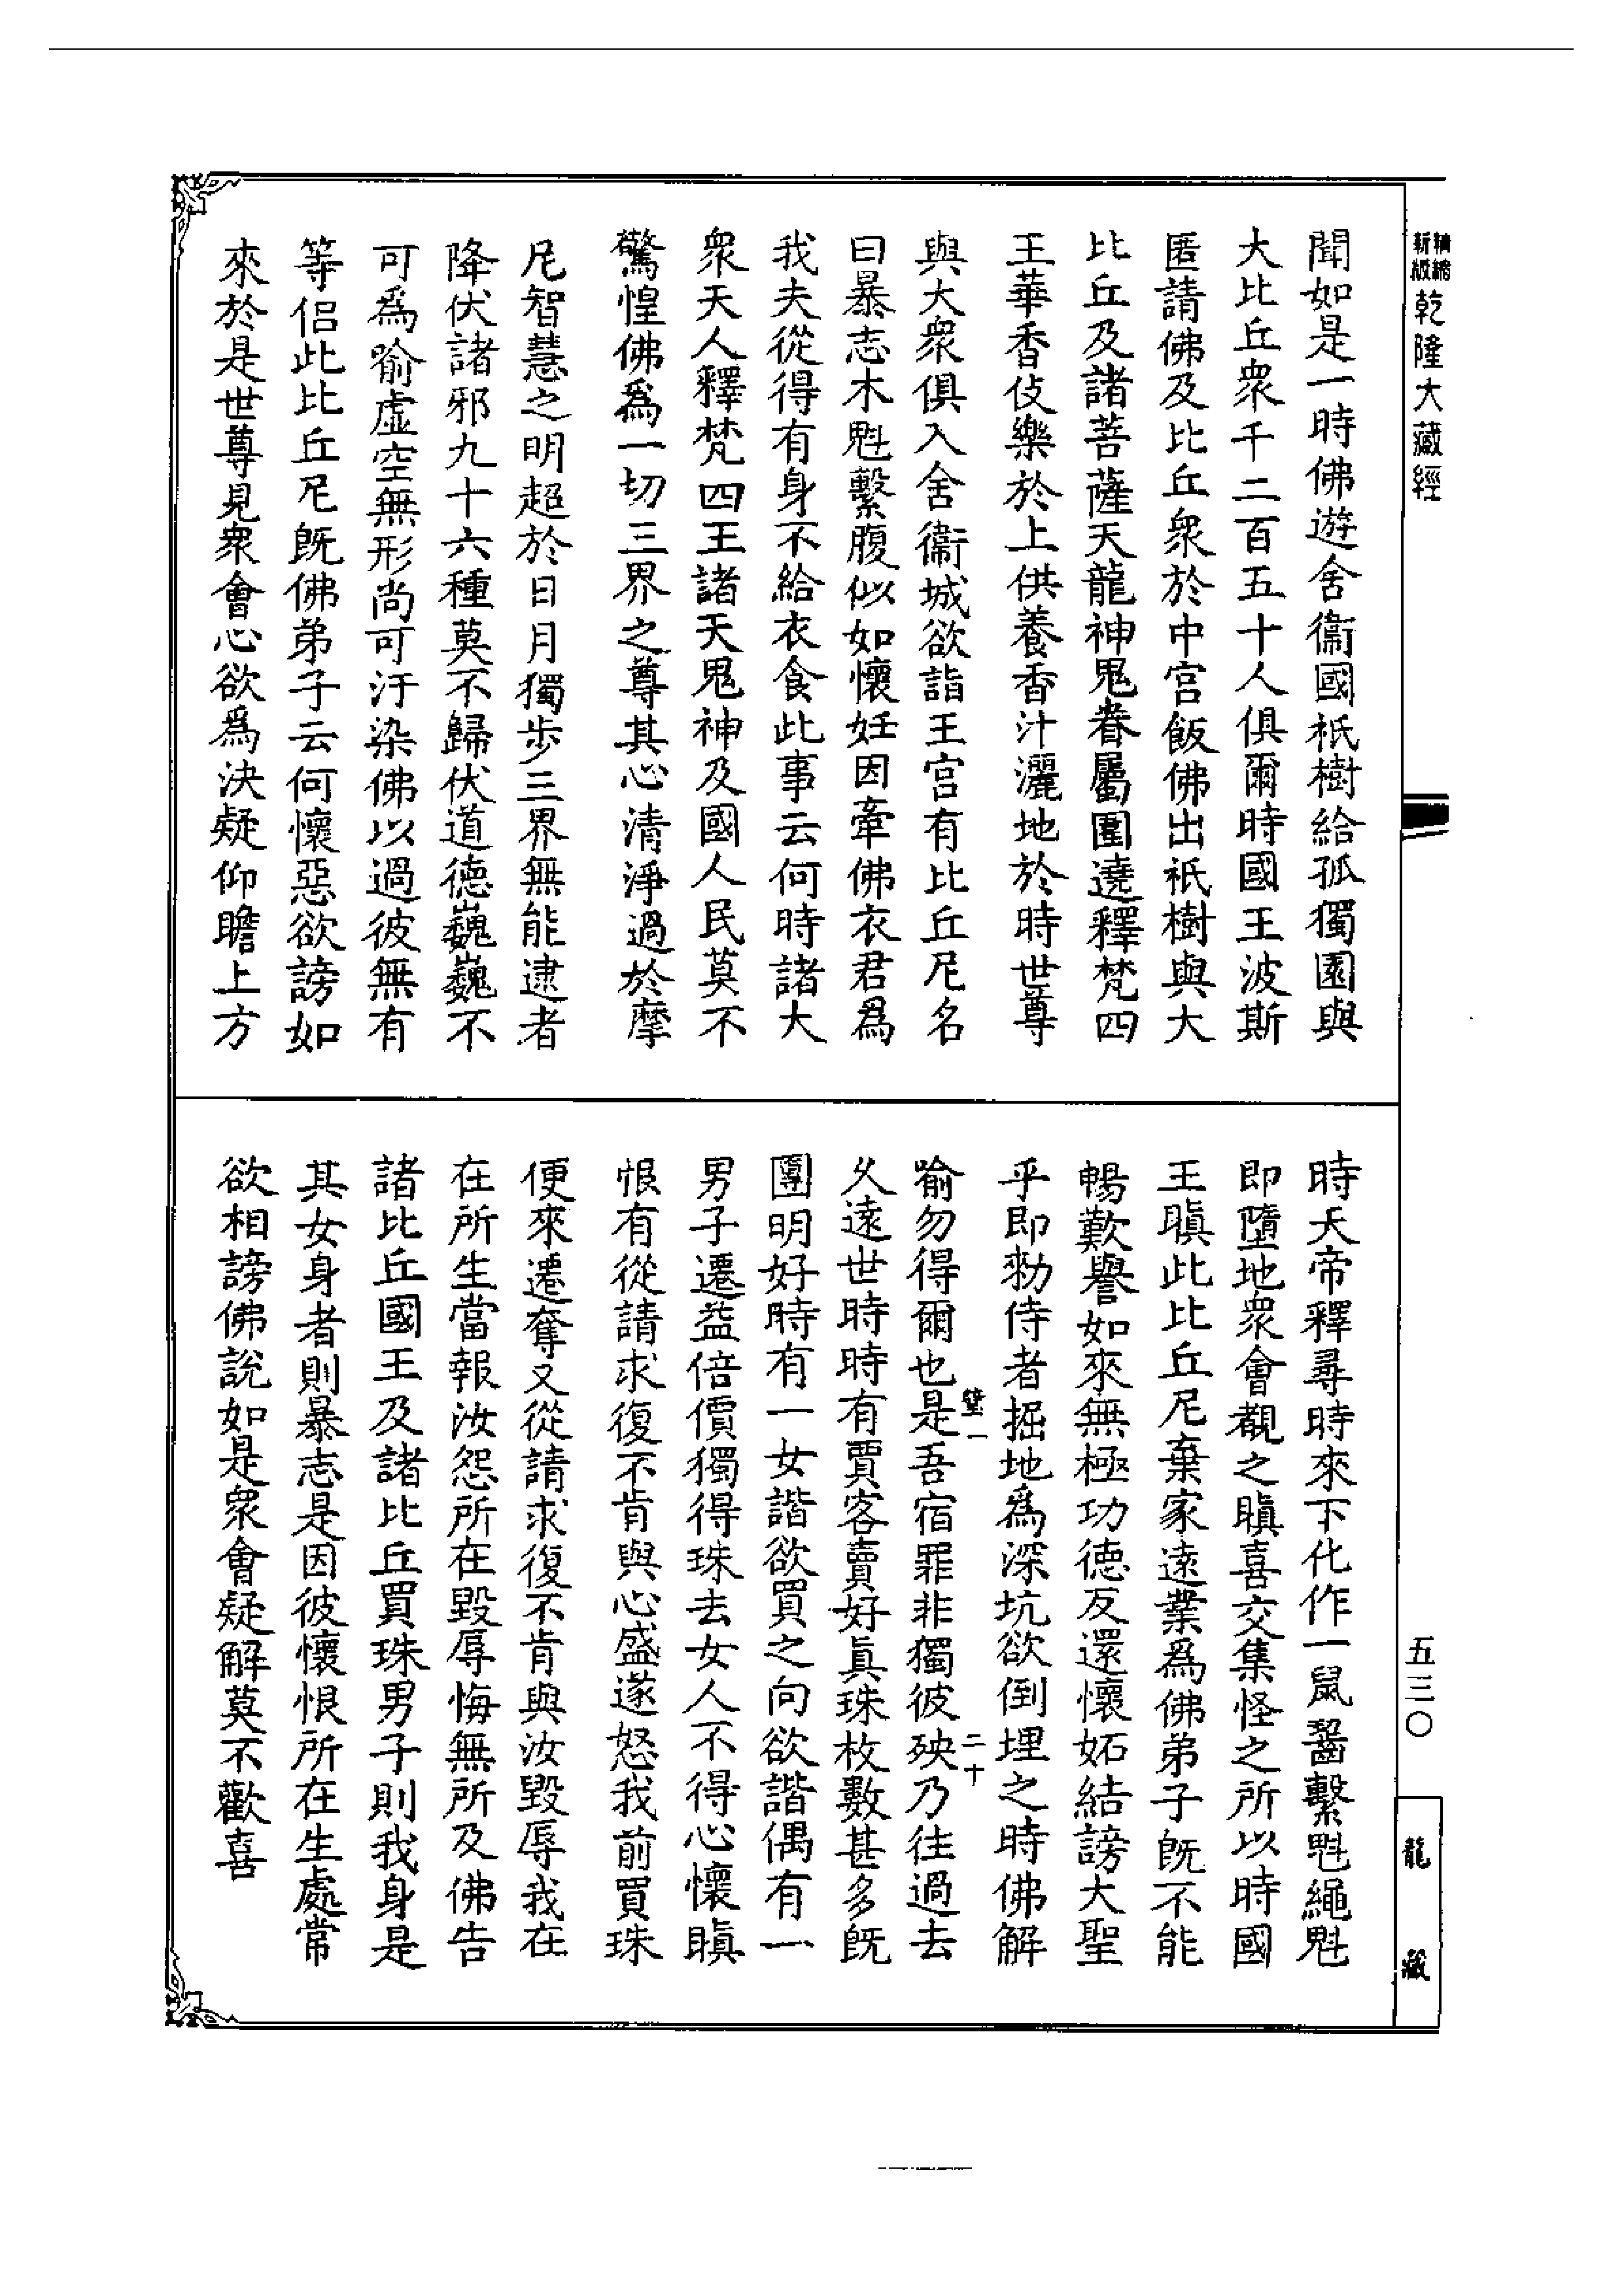 精縮新版乾隆大藏經
聞如是一時佛遊舍衞國祇樹給孤獨園與
大比丘衆千二百五十人俱爾時國王波斯
匿請佛及比丘衆於中宫飯佛出祇樹與大
比丘及諸菩薩天龍神鬼眷屬圍遶釋梵四
王華香伎樂於上供養香汁灑地於時世尊
與大衆俱入舍衞城欲詣王宫有比丘尼名
曰暴志木魁繫腹似如懷妊因牽佛衣君爲
我夫從得有身不給衣食此事云何時諸大
衆天人釋梵四王諸天鬼神及國人民莫不
驚惶佛爲一切三界之尊其心清淨過於摩
尼智慧之明超於日月獨步三界無能逮者
降伏諸邪九十六種莫不歸伏道德巍巍不
可爲喻虛空無形尚可汙染佛以過彼無有
等侣此比丘尼既佛弟子云何懷惡欲謗如
來於是世尊見衆會心欲爲決疑仰瞻上方
時天帝釋尋時來下化作一鼠齧繫魁繩魁
即墮地衆會覩之瞋喜交集怪之所以時國
王瞋此比丘尼棄家遠業爲佛弟子既不能
暢歎譽如來無極功德反還懷妬結謗大聖
乎即勑侍者掘地爲深坑欲倒埋之時佛解
喻勿得爾也是吾宿罪非獨彼殃乃往過去
久遠世時時有賈客賣好真珠枚數甚多既
團明好時有一女諧欲買之向欲諧偶有一
男子遷益倍價獨得珠去女人不得心懷瞋
恨有從請求復不肯與心盛遂怒我前買珠
便來遷奪又從請求復不肯與汝毀辱我在
在所生當報汝怨所在毀辱悔無所及佛告
諸比丘國王及諸比丘買珠男子則我身是
其女身者則暴志是因彼懷恨所在生處常
欲相謗佛說如是衆會疑解莫不歡喜
二十
五三〇
龍藏